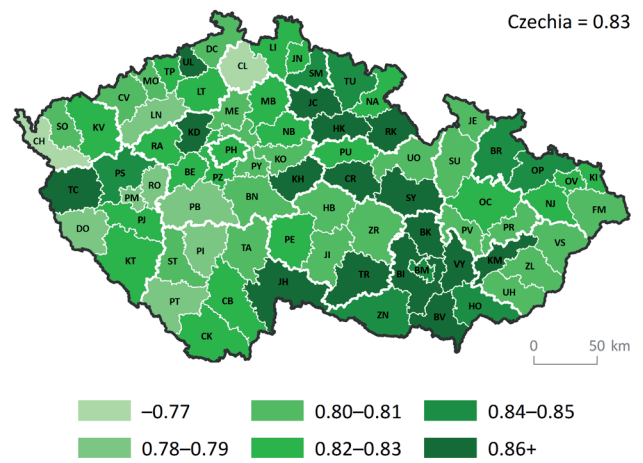 Czechia = 0.83
DC
LI
UL
TP
CL
JN
SM
TU
MO
CV
LT
MB
JC
NA
SO
KV
LN
ME
HK
RK
CH
RA
KD
NB
JE
PH
PU
BR
BE
KO
UO
SU
OP
TC
PS
RO
PZ
PY
KH
CR
OV
KI
PM
PB
BN
SY
OC
NJ
FM
DO
PJ
HB
BK
PV
PR
KT
ST
PI
TA
PE
ZR
VS
JI
BI
BM
VY
KM
ZL
PT
CB
JH
TR
UH
ZN
BV
HO
CK
0 50 km
–0.77 0.80–0.81 0.84–0.85
0.78–0.79 0.82–0.83 0.86+